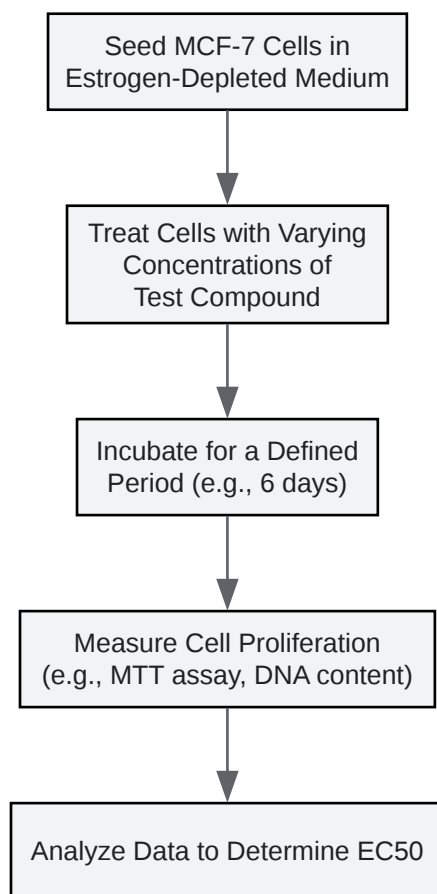 Seed MCF-7 Cells in
Estrogen-Depleted Medium
Treat Cells with Varying
Concentrations of
Test Compound
Incubate for a Defined
Period (e.g., 6 days)
Measure Cell Proliferation
(e.g., MTT assay, DNA content)
Analyze Data to Determine EC50